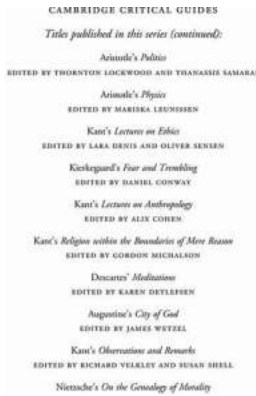 CAMBRIDGE CRITICAL GUIDES
Titles published in this series (continued):
Aristotle's Politics
EDITED BY THORNTON LOCKWOOD AND THANASSIS SAMARA
Aristotle's Physics
EDITED BY MARISKA LEUNISSEN
Kant's Lectures on Ethics
EDITED BY LARA DENIS AND OLIVER SENSEN
Kierkegaard's Fear and Trembling
EDITED BY DANIEL CONWAY
Kant's Lectures on Anthropology
EDITED BY ALIX COHEN
Kant's Religion within the Boundaries of Mere Reason
EDITED BY GORDON MICHALSON
Descartes' Meditations
EDITED BY KAREN DETLEFSEN
Augustine's City of God
EDITED BY JAMES WETZEL
Kant's Observations and Remarks
EDITED BY RICHARD VELKLEY AND SUSAN SHELL
Nietzsche's On the Genealogy of Morality